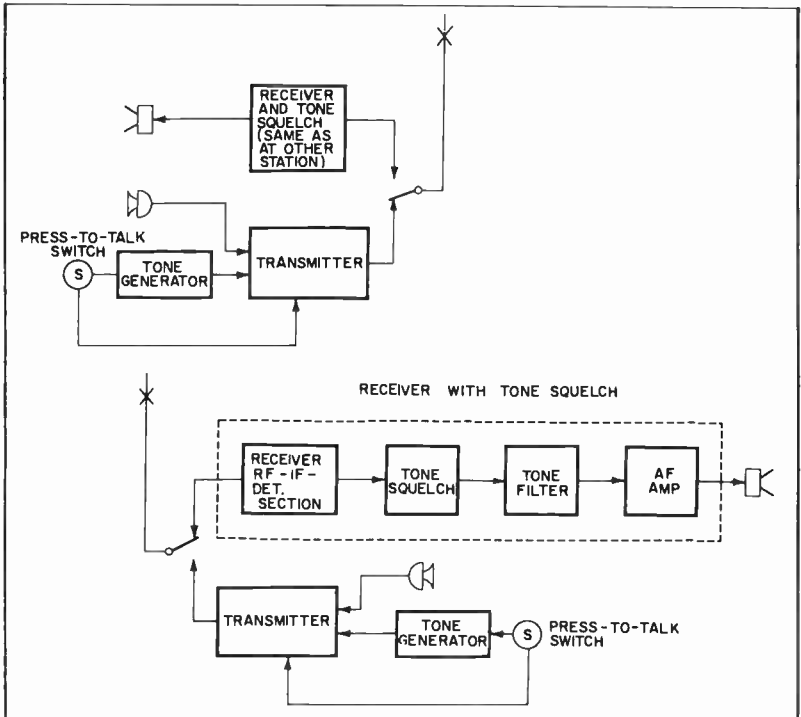 RECEIVER
AND TONE
SQUELCH
(SAME AS
AT OTHER
STATION)
PRESS-TO-TALK
SWITCH
S
TONE
GENERATOR
TRANSMITTER
RECEIVER WITH TONE SQUELCH
RECEIVER
RF-IF-
DET.
SECTION
TONE
SQUELCH
TONE
FILTER
AF
AMP
TRANSMITTER
TONE
GENERATOR
S
PRESS-TO-TALK
SWITCH